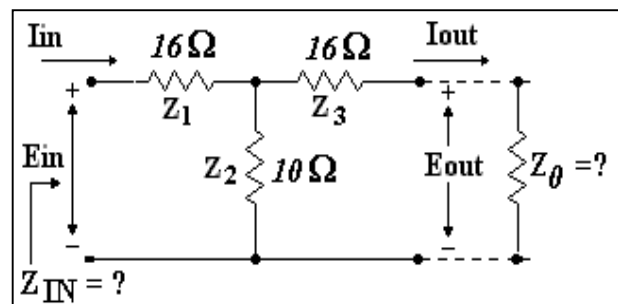 Iin
16Ω
16Ω
Iout
+
+
Z1
Z3
Ein
Z2
10Ω
Eout
Z0 = ?
−
−
ZIN = ?